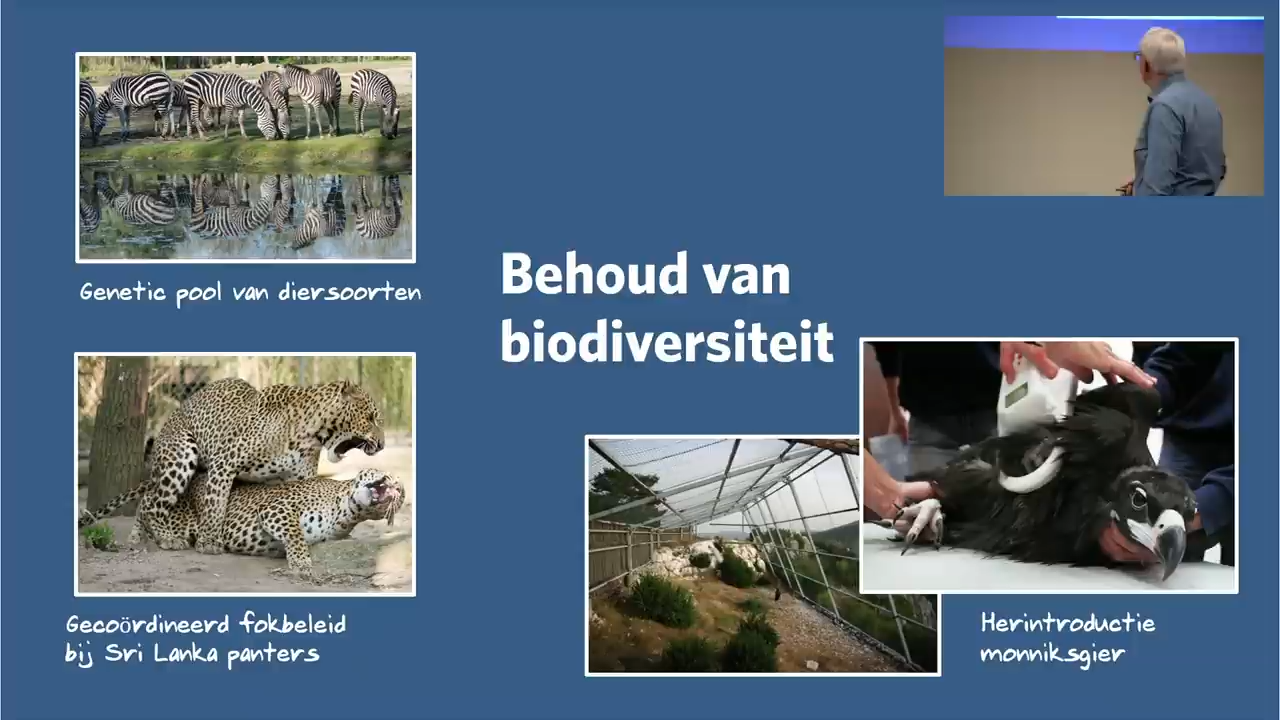 Genetic pool van diersoorten
Behoud van
biodiversiteit
Gecoördineerd fokbeleid
bij Sri Lanka panters
Herintroductie
monniksgier